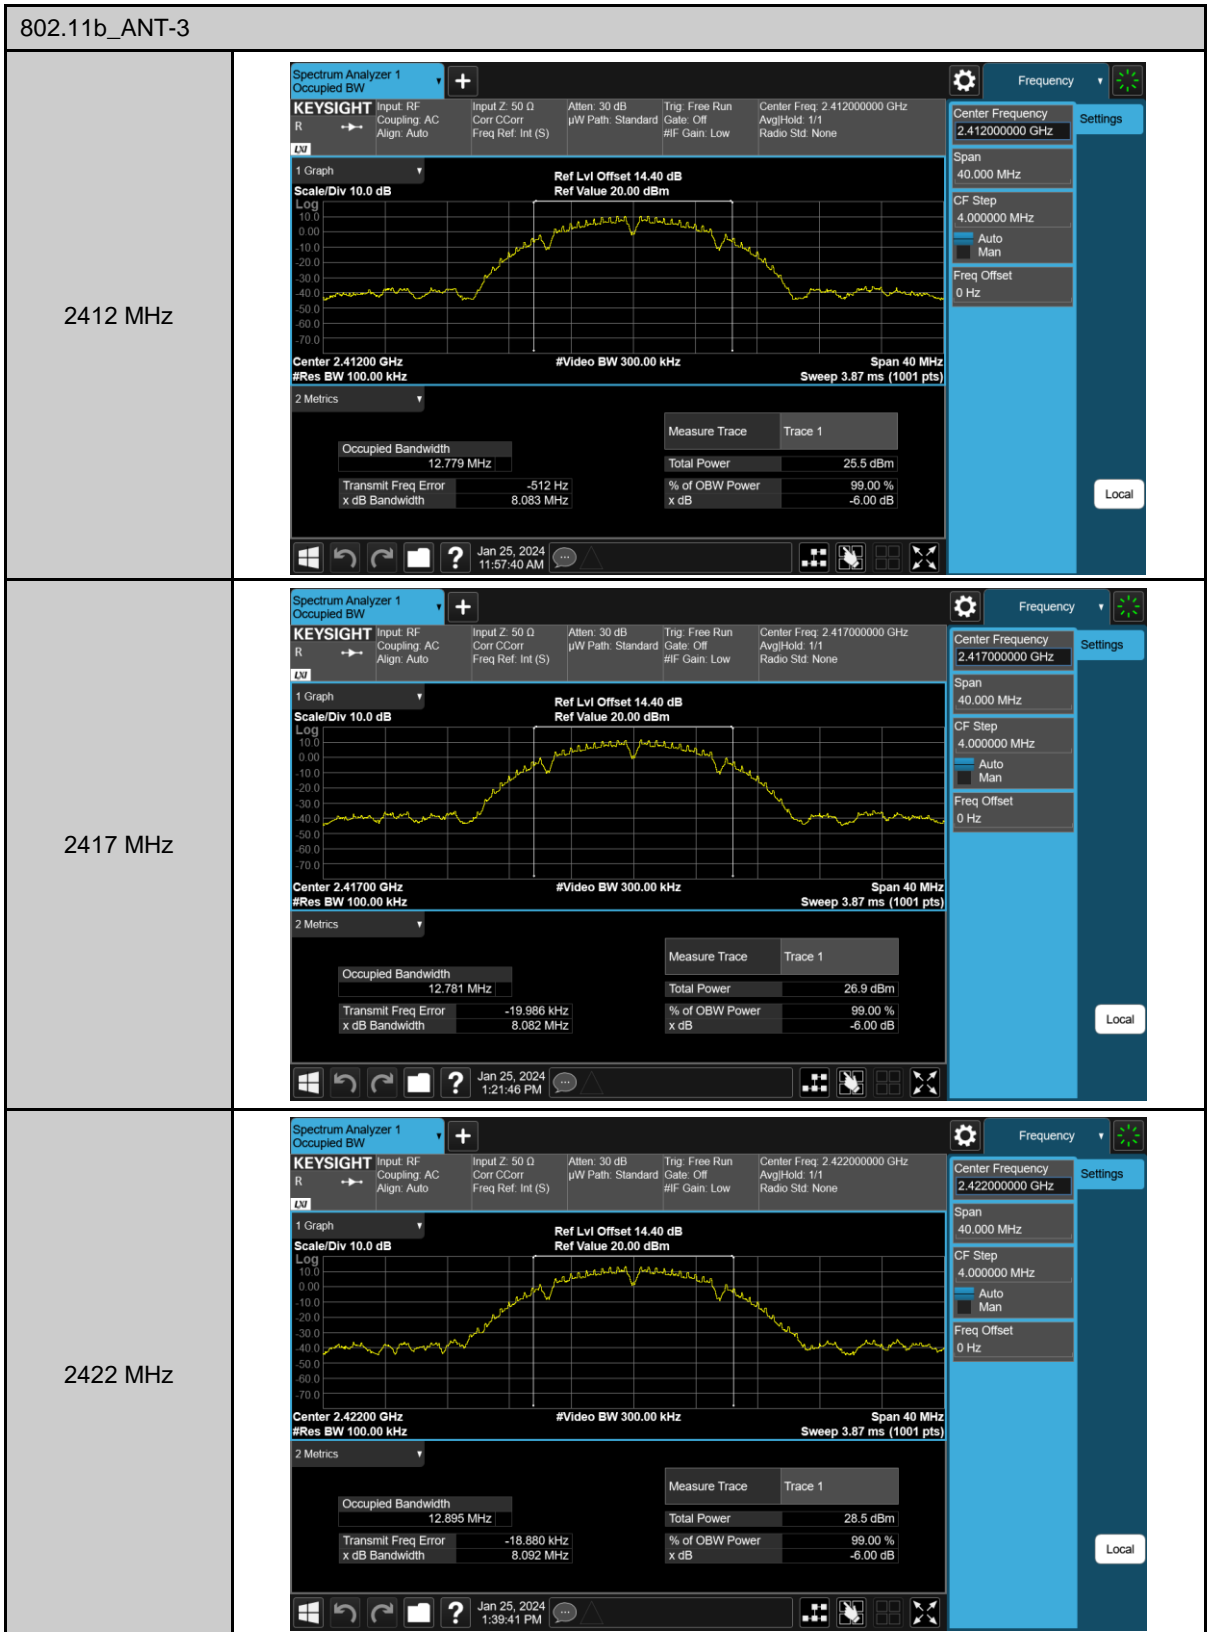 802.11b_ANT-3
2412 MHz
Spectrum Analyzer 1
Occupied BW
Frequency
KEYSIGHT
R
LXI
Input: RF
Coupling: AC
Align: Auto
Input Z: 50 Ω
Corr CCorr
Freq Ref: Int (S)
Atten: 30 dB
µW Path: Standard
Trig: Free Run
Gate: Off
#IF Gain: Low
Center Freq: 2.412000000 GHz
Avg|Hold: 1/1
Radio Std: None
Center Frequency
2.412000000 GHz
Settings
Span
40.000 MHz
CF Step
4.000000 MHz
Auto
Man
Freq Offset
0 Hz
Local
1 Graph
Scale/Div 10.0 dB
Ref Lvl Offset 14.40 dB
Ref Value 20.00 dBm
Log
10.0
0.00
-10.0
-20.0
-30.0
-40.0
-50.0
-60.0
-70.0
Center 2.41200 GHz
#Video BW 300.00 kHz
Span 40 MHz
#Res BW 100.00 kHz
Sweep 3.87 ms (1001 pts)
2 Metrics
Measure Trace Trace 1
Occupied Bandwidth
12.779 MHz
Total Power 25.5 dBm
Transmit Freq Error -512 Hz
% of OBW Power 99.00 %
x dB Bandwidth 8.083 MHz
x dB -6.00 dB
?
Jan 25, 2024
11:57:40 AM
2417 MHz
Spectrum Analyzer 1
Occupied BW
Frequency
KEYSIGHT
R
LXI
Input: RF
Coupling: AC
Align: Auto
Input Z: 50 Ω
Corr CCorr
Freq Ref: Int (S)
Atten: 30 dB
µW Path: Standard
Trig: Free Run
Gate: Off
#IF Gain: Low
Center Freq: 2.417000000 GHz
Avg|Hold: 1/1
Radio Std: None
Center Frequency
2.417000000 GHz
Settings
Span
40.000 MHz
CF Step
4.000000 MHz
Auto
Man
Freq Offset
0 Hz
Local
1 Graph
Scale/Div 10.0 dB
Ref Lvl Offset 14.40 dB
Ref Value 20.00 dBm
Log
10.0
0.00
-10.0
-20.0
-30.0
-40.0
-50.0
-60.0
-70.0
Center 2.41700 GHz
#Video BW 300.00 kHz
Span 40 MHz
#Res BW 100.00 kHz
Sweep 3.87 ms (1001 pts)
2 Metrics
Measure Trace Trace 1
Occupied Bandwidth
12.781 MHz
Total Power 26.9 dBm
Transmit Freq Error -19.986 kHz
% of OBW Power 99.00 %
x dB Bandwidth 8.082 MHz
x dB -6.00 dB
?
Jan 25, 2024
1:21:46 PM
2422 MHz
Spectrum Analyzer 1
Occupied BW
Frequency
KEYSIGHT
R
LXI
Input: RF
Coupling: AC
Align: Auto
Input Z: 50 Ω
Corr CCorr
Freq Ref: Int (S)
Atten: 30 dB
µW Path: Standard
Trig: Free Run
Gate: Off
#IF Gain: Low
Center Freq: 2.422000000 GHz
Avg|Hold: 1/1
Radio Std: None
Center Frequency
2.422000000 GHz
Settings
Span
40.000 MHz
CF Step
4.000000 MHz
Auto
Man
Freq Offset
0 Hz
Local
1 Graph
Scale/Div 10.0 dB
Ref Lvl Offset 14.40 dB
Ref Value 20.00 dBm
Log
10.0
0.00
-10.0
-20.0
-30.0
-40.0
-50.0
-60.0
-70.0
Center 2.42200 GHz
#Video BW 300.00 kHz
Span 40 MHz
#Res BW 100.00 kHz
Sweep 3.87 ms (1001 pts)
2 Metrics
Measure Trace Trace 1
Occupied Bandwidth
12.895 MHz
Total Power 28.5 dBm
Transmit Freq Error -18.880 kHz
% of OBW Power 99.00 %
x dB Bandwidth 8.092 MHz
x dB -6.00 dB
?
Jan 25, 2024
1:39:41 PM